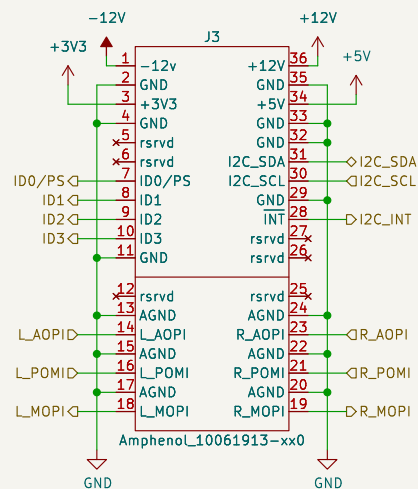 -12V
+12V
+3V3
J3
+5V
1 -12v +12V 36
2 GND GND 35
3 +3V3 +5V 34
4 GND GND 33
5 rsrvd GND 32
6 rsrvd I2C_SDA 31 I2C_SDA
ID0/PS 7 ID0/PS I2C_SCL 30 I2C_SCL
ID1 8 ID1 GND 29
ID2 9 ID2 INT 28 I2C_INT
ID3 10 ID3 rsrvd 27
11 GND rsrvd 26
12 rsrvd rsrvd 25
13 AGND AGND 24
L_AOPI 14 L_AOPI R_AOPI 23 R_AOPI
15 AGND AGND 22
L_POMI 16 L_POMI R_POMI 21 R_POMI
17 AGND AGND 20
L_MOPI 18 L_MOPI R_MOPI 19 R_MOPI
Amphenol_10061913-xx0
GND
GND